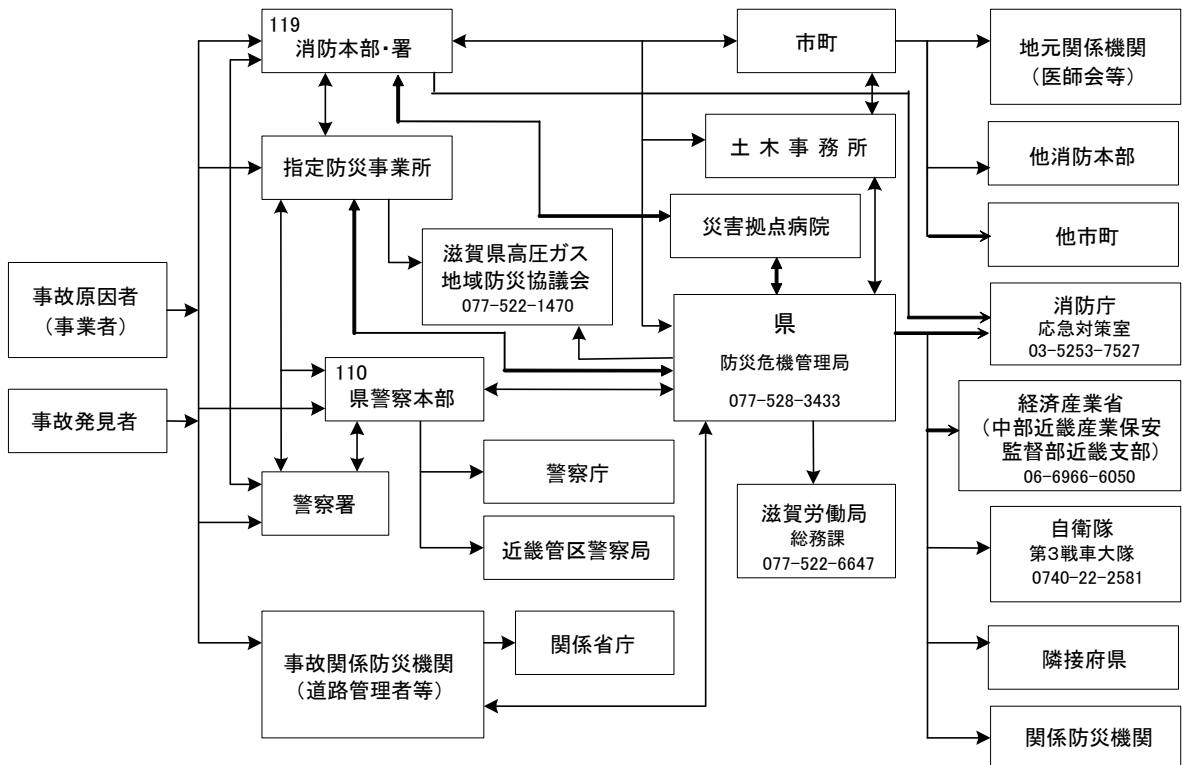 119
消防本部・署
市町
地元関係機関
（医師会等）
指定防災事業所
土木事務所
他消防本部
災害拠点病院
他市町
滋賀県高圧ガス
地域防災協議会
077-522-1470
事故原因者
（事業者）
県
防災危機管理局
077-528-3433
消防庁
応急対策室
03-5253-7527
110
県警察本部
事故発見者
経済産業省
（中部近畿産業保安
監督部近畿支部）
06-6966-6050
警察庁
警察署
滋賀労働局
総務課
077-522-6647
自衛隊
第3戦車大隊
0740-22-2581
近畿管区警察局
事故関係防災機関
（道路管理者等）
関係省庁
隣接府県
関係防災機関